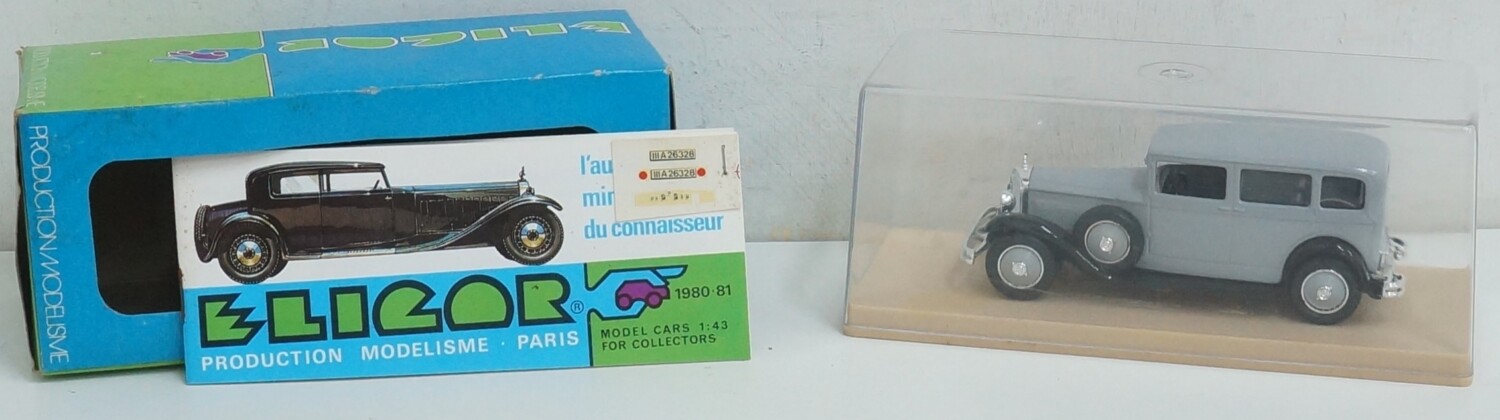 ELIGOR
PRODUCTION MODELISME
l'au
min
du connaisseur
IIIA26328
IIIA26328
ELIGOR®
PRODUCTION MODELISME · PARIS
1980-81
MODEL CARS 1:43
FOR COLLECTORS